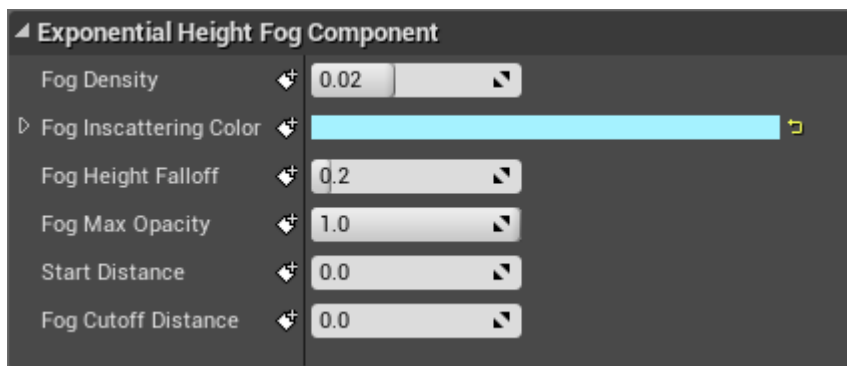 Exponential Height Fog Component
Fog Density 0.02
Fog Inscattering Color
Fog Height Falloff 0.2
Fog Max Opacity 1.0
Start Distance 0.0
Fog Cutoff Distance 0.0